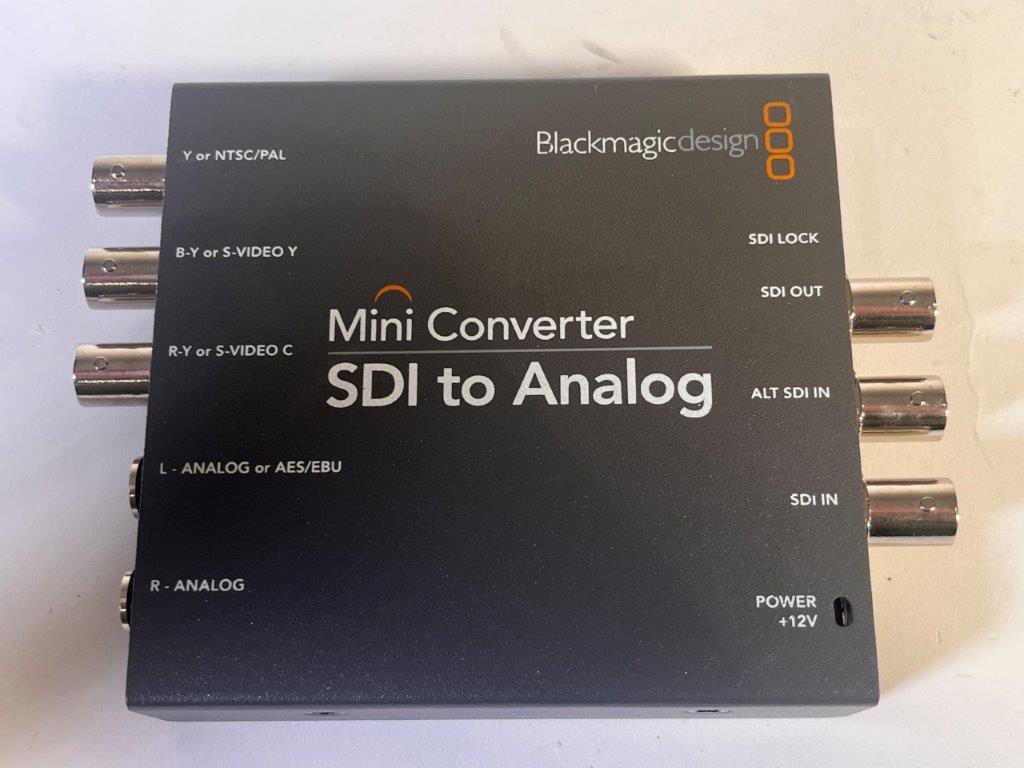 Blackmagicdesign
Y or NTSC/PAL
B-Y or S-VIDEO Y
R-Y or S-VIDEO C
L - ANALOG or AES/EBU
R - ANALOG
Mini Converter
SDI to Analog
SDI LOCK
SDI OUT
ALT SDI IN
SDI IN
POWER
+12V